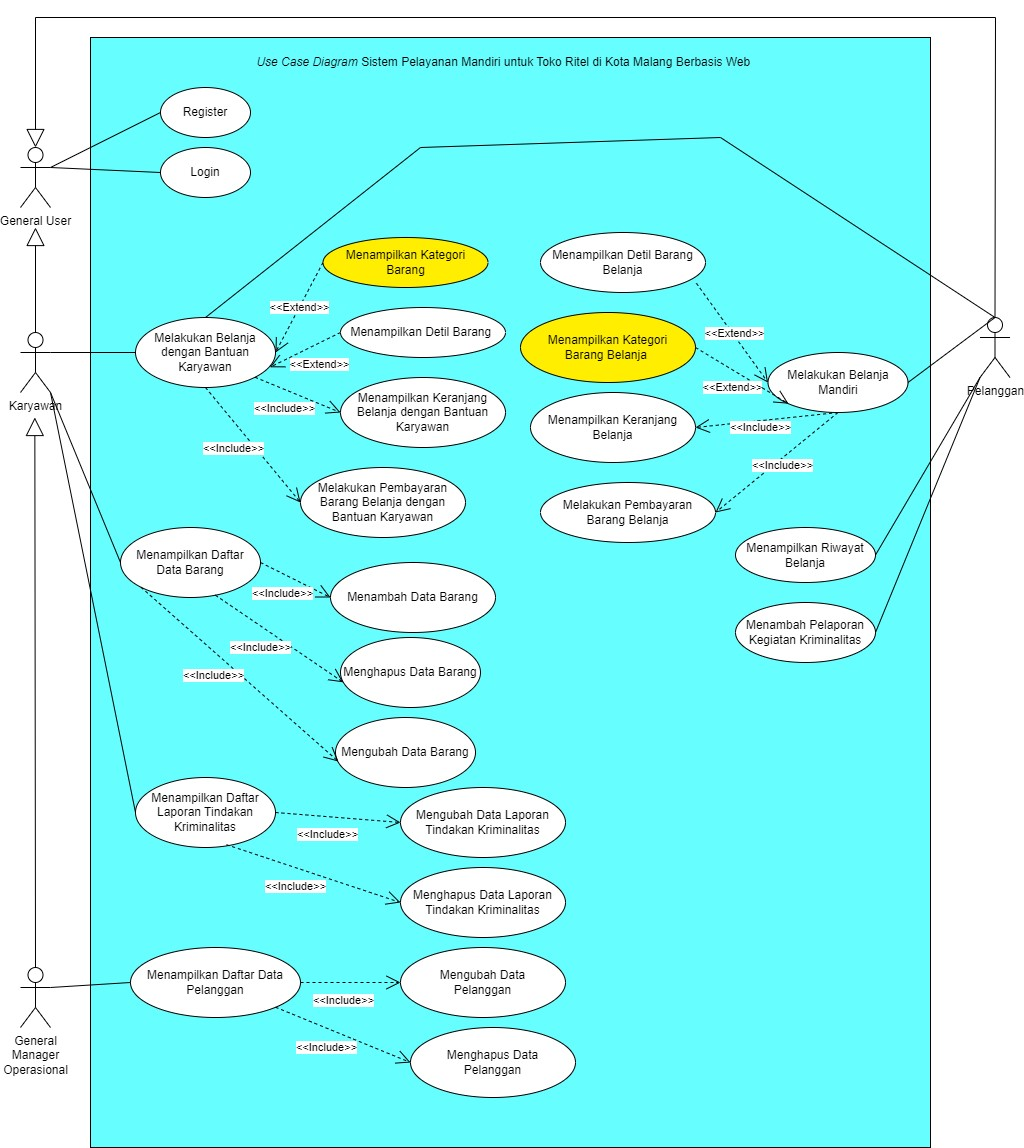 Use Case Diagram Sistem Pelayanan Mandiri untuk Toko Ritel di Kota Malang Berbasis Web
Register
Login
General User
Menampilkan Kategori
Barang
Menampilkan Detil Barang
Belanja
<<Extend>>
Melakukan Belanja
dengan Bantuan
Karyawan
Menampilkan Detil Barang
<<Extend>>
Menampilkan Kategori
Barang Belanja
<<Extend>>
<<Extend>>
Melakukan Belanja
Mandiri
Pelanggan
Karyawan
<<Include>>
Menampilkan Keranjang
Belanja dengan Bantuan
Karyawan
Menampilkan Keranjang
Belanja
<<Include>>
<<Include>>
<<Include>>
Melakukan Pembayaran
Barang Belanja dengan
Bantuan Karyawan
Melakukan Pembayaran
Barang Belanja
Menampilkan Riwayat
Belanja
Menampilkan Daftar
Data Barang
<<Include>>
Menambah Data Barang
Menambah Pelaporan
Kegiatan Kriminalitas
<<Include>>
Menghapus Data Barang
<<Include>>
Mengubah Data Barang
Menampilkan Daftar
Laporan Tindakan
Kriminalitas
<<Include>>
Mengubah Data Laporan
Tindakan Kriminalitas
<<Include>>
Menghapus Data Laporan
Tindakan Kriminalitas
Menampilkan Daftar Data
Pelanggan
<<Include>>
Mengubah Data
Pelanggan
General
Manager
Operasional
<<Include>>
Menghapus Data
Pelanggan